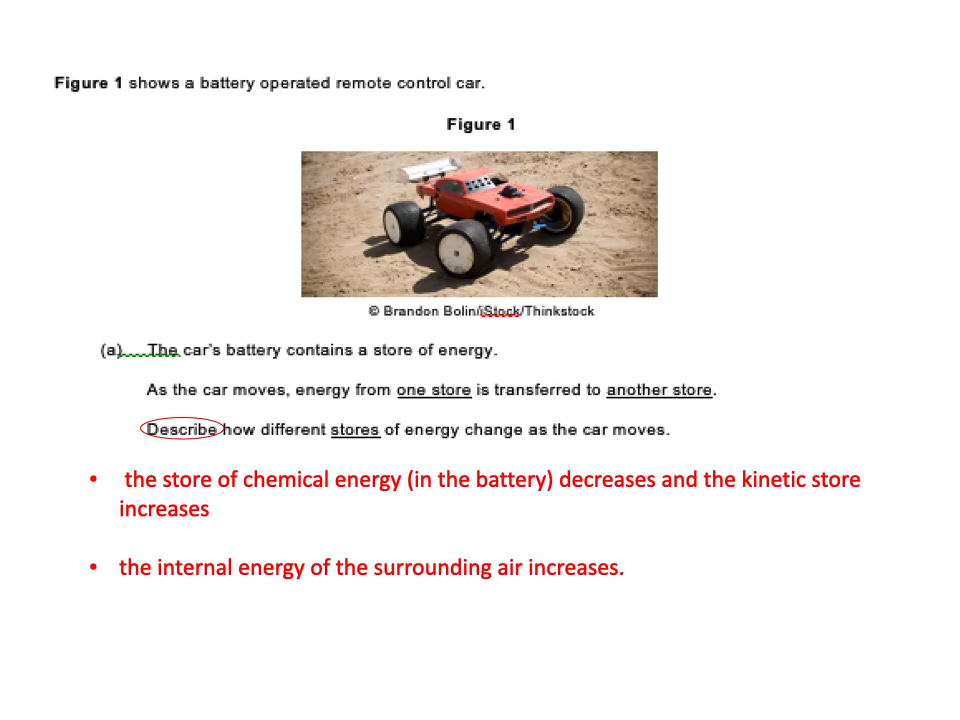 Figure 1 shows a battery operated remote control car.
Figure 1
© Brandon Bolin/iStock/Thinkstock
(a) The car's battery contains a store of energy.
As the car moves, energy from one store is transferred to another store.
Describe how different stores of energy change as the car moves.
• the store of chemical energy (in the battery) decreases and the kinetic store
increases
• the internal energy of the surrounding air increases.